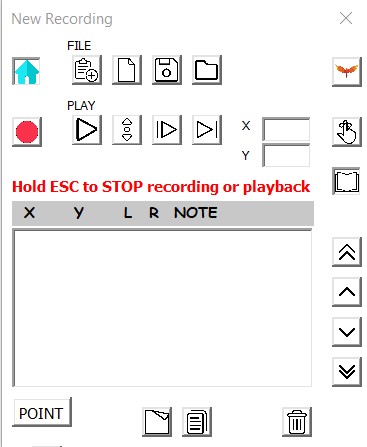 New Recording
FILE
PLAY
X
Y
Hold ESC to STOP recording or playback
X Y L R NOTE
POINT